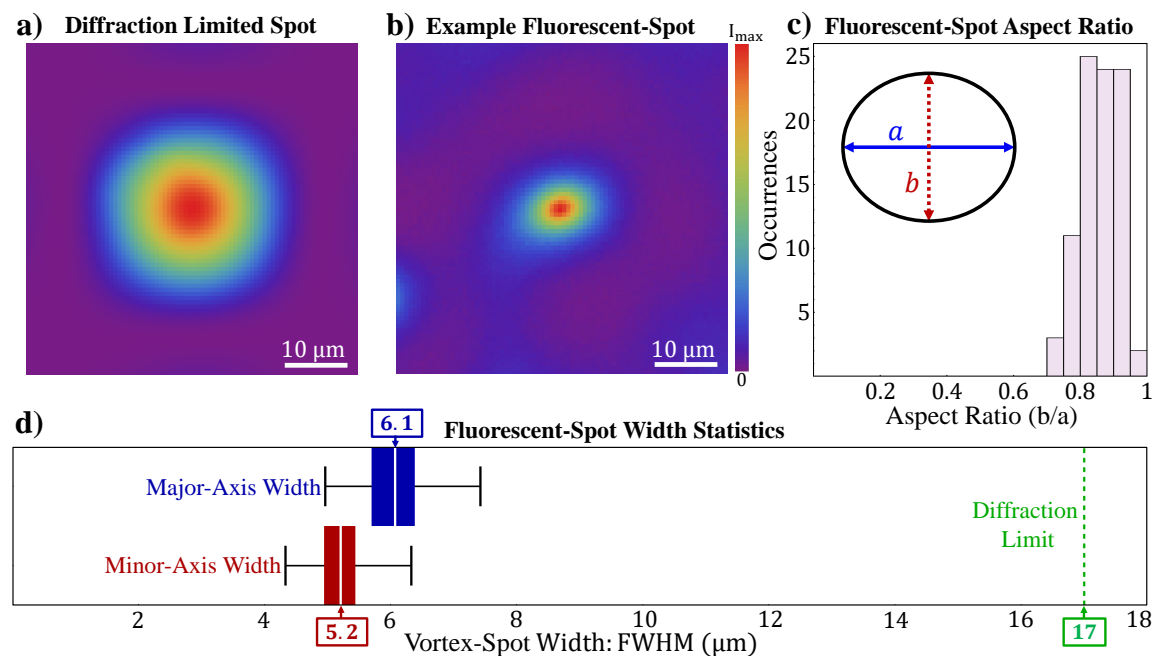 a) Diffraction Limited Spot
10 μm
b) Example Fluorescent-Spot
10 μm
Imax
0
c) Fluorescent-Spot Aspect Ratio
Occurrences
25
20
15
10
5
a
b
0.2 0.4 0.6 0.8 1
Aspect Ratio (b/a)
d) Fluorescent-Spot Width Statistics
6.1
Major-Axis Width
Minor-Axis Width
Diffraction
Limit
2 4 6 8 10 12 14 16 18
5.2
17
Vortex-Spot Width: FWHM (μm)